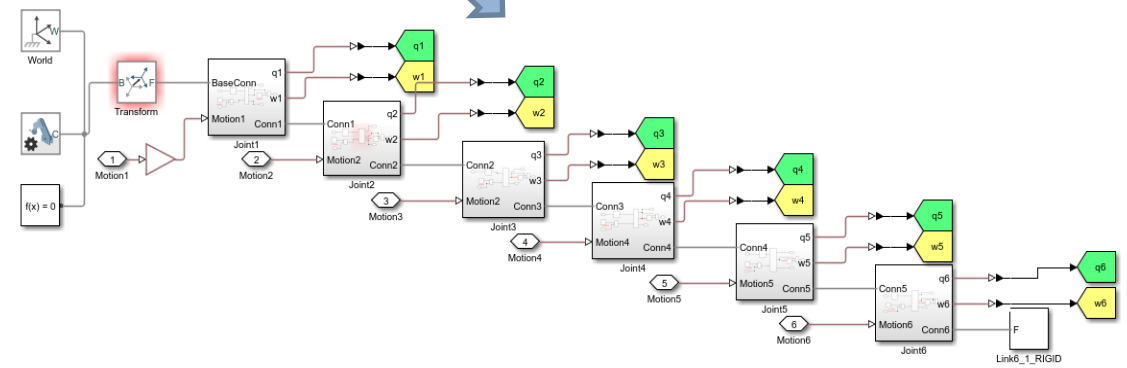 W
World
C
f(x) = 0
B
F
Transform
1
Motion1
BaseConn
q1
w1
Motion1
Conn1
Joint1
q1
w1
2
Motion2
Conn1
q2
w2
Motion2
Conn2
Joint2
q2
w2
3
Motion3
Conn2
q3
w3
Motion2
Conn3
Joint3
q3
w3
4
Motion4
Conn3
q4
w4
Motion4
Conn4
Joint4
q4
w4
5
Motion5
Conn4
q5
w5
Motion5
Conn5
Joint5
q5
w5
6
Motion6
Conn5
q6
w6
Motion6
Conn6
Joint6
q6
w6
F
Link6_1_RIGID